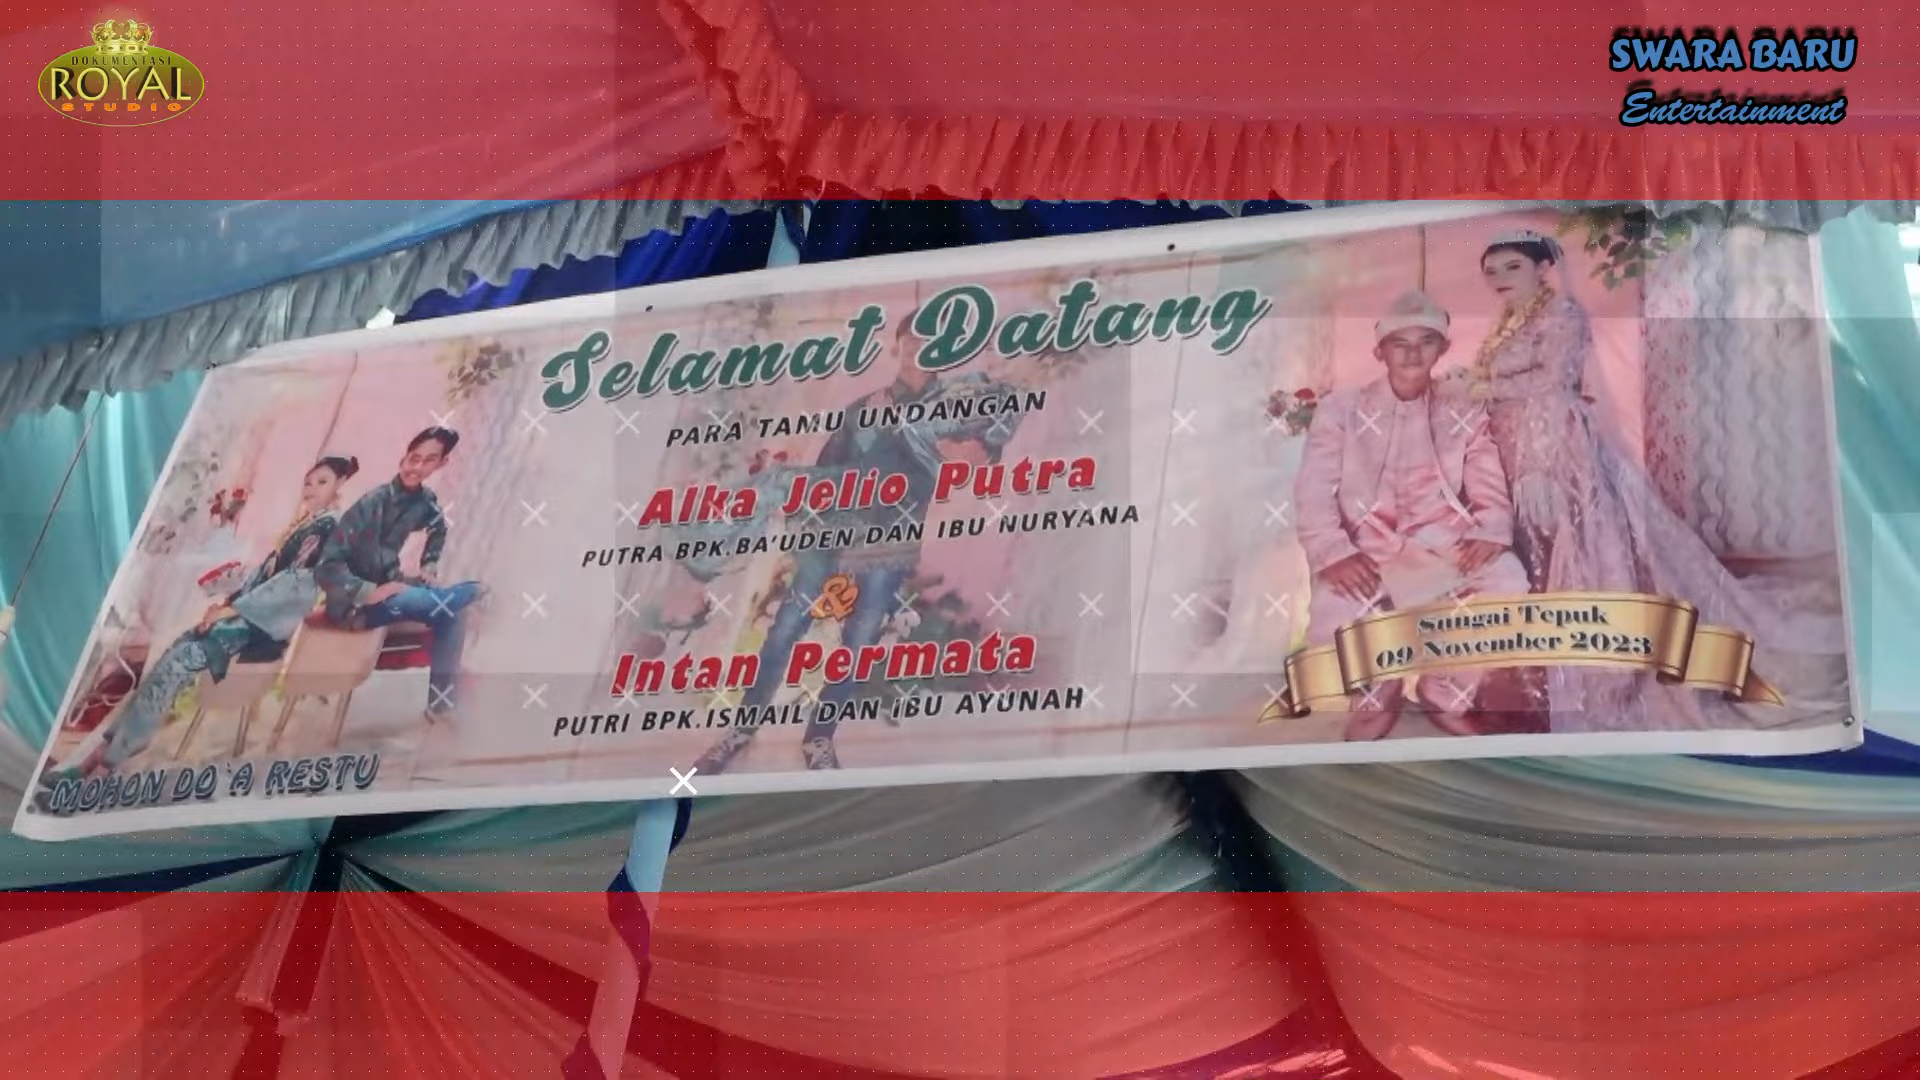 DOKUMENTASI
ROYAL
STUDIO
SWARA BARU
Entertainment
Selamat Datang
PARA TAMU UNDANGAN
Alka Jelio Putra
PUTRA BPK.BA'UDEN DAN IBU NURYANA
&
Intan Permata
PUTRI BPK.ISMAIL DAN IBU AYUNAH
Sungai Tepuk
09 November 2023
MOHON DO'A RESTU